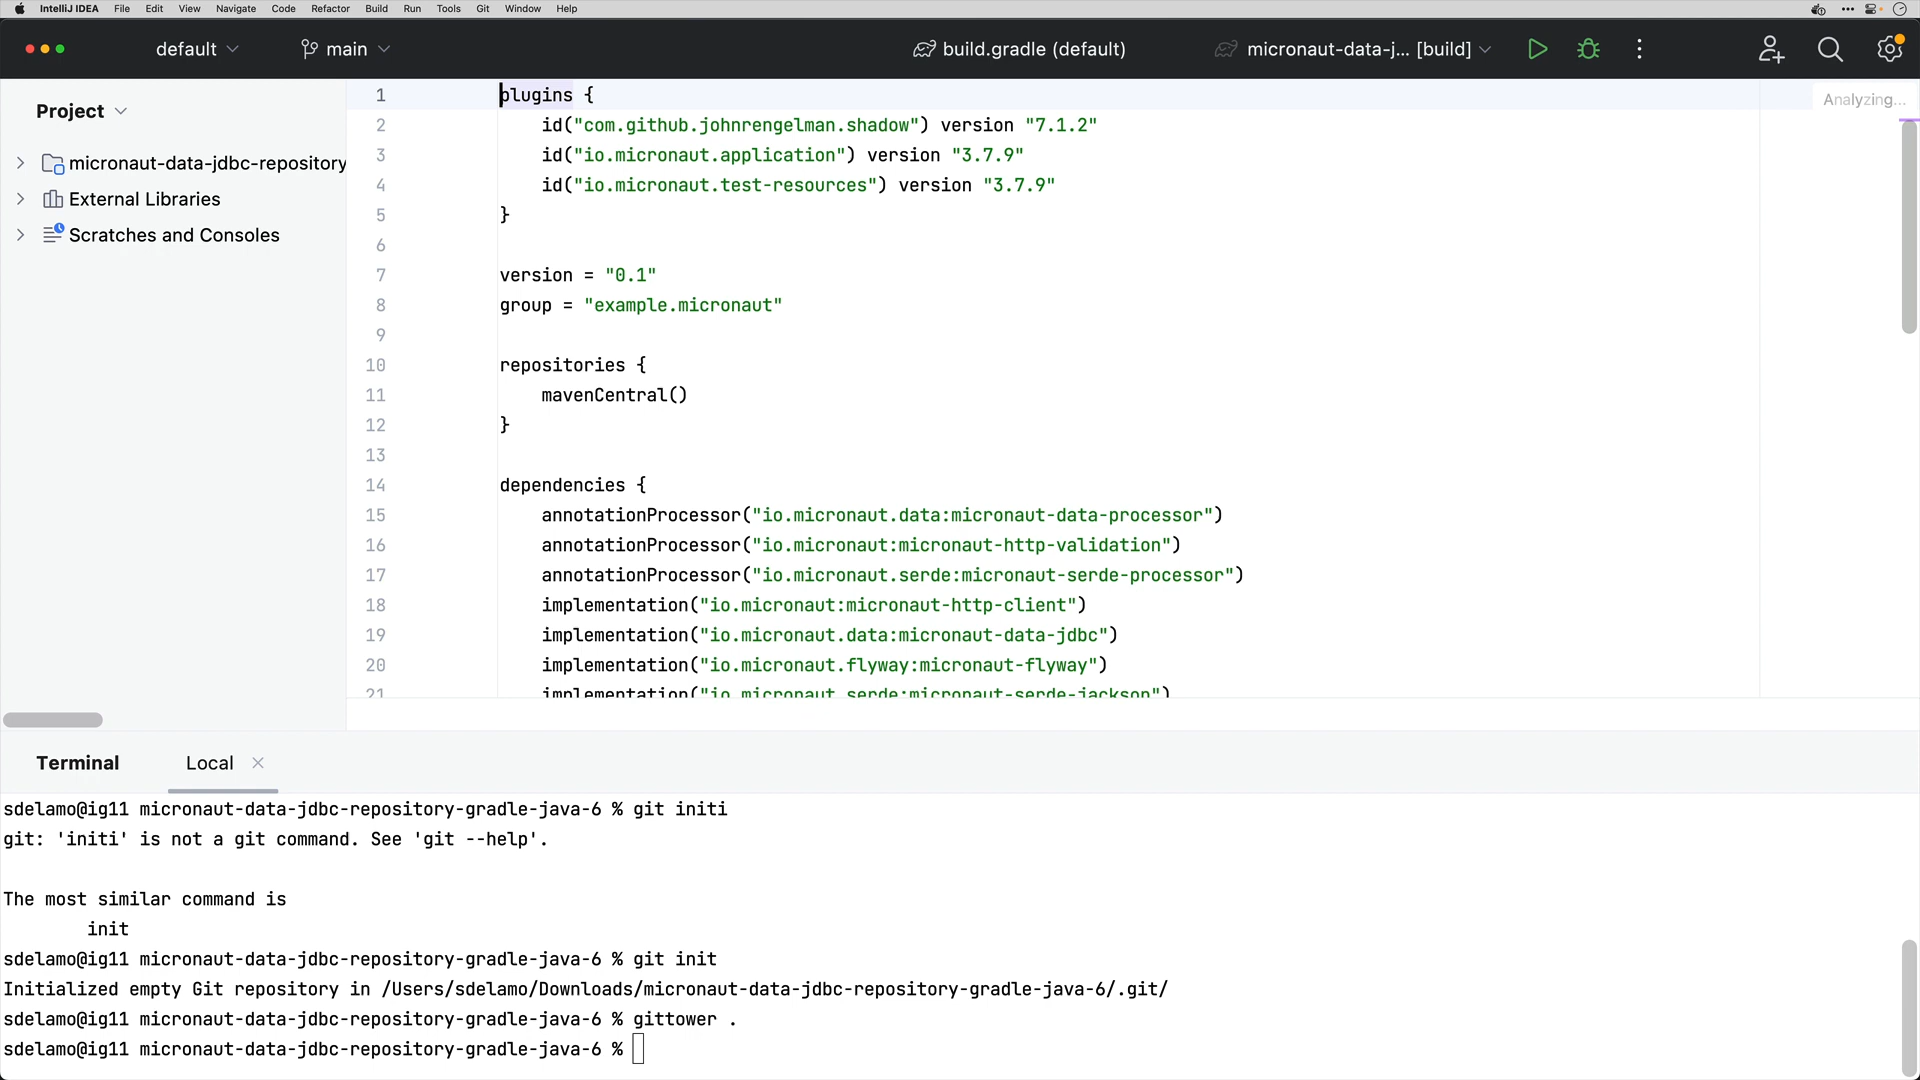 IntelliJ IDEA File Edit View Navigate Code Refactor Build Run Tools Git Window Help
default main build.gradle (default) micronaut-data-j... [build]
Project
micronaut-data-jdbc-repository
External Libraries
Scratches and Consoles
Analyzing...
1 plugins {
2 id("com.github.johnrengelman.shadow") version "7.1.2"
3 id("io.micronaut.application") version "3.7.9"
4 id("io.micronaut.test-resources") version "3.7.9"
5 }
6
7 version = "0.1"
8 group = "example.micronaut"
9
10 repositories {
11 mavenCentral()
12 }
13
14 dependencies {
15 annotationProcessor("io.micronaut.data:micronaut-data-processor")
16 annotationProcessor("io.micronaut:micronaut-http-validation")
17 annotationProcessor("io.micronaut.serde:micronaut-serde-processor")
18 implementation("io.micronaut:micronaut-http-client")
19 implementation("io.micronaut.data:micronaut-data-jdbc")
20 implementation("io.micronaut.flyway:micronaut-flyway")
21 implementation("io.micronaut.serde:micronaut-serde-jackson")
Terminal Local
sdelamo@ig11 micronaut-data-jdbc-repository-gradle-java-6 % git initi
git: 'initi' is not a git command. See 'git --help'.
The most similar command is
init
sdelamo@ig11 micronaut-data-jdbc-repository-gradle-java-6 % git init
Initialized empty Git repository in /Users/sdelamo/Downloads/micronaut-data-jdbc-repository-gradle-java-6/.git/
sdelamo@ig11 micronaut-data-jdbc-repository-gradle-java-6 % gittower .
sdelamo@ig11 micronaut-data-jdbc-repository-gradle-java-6 %